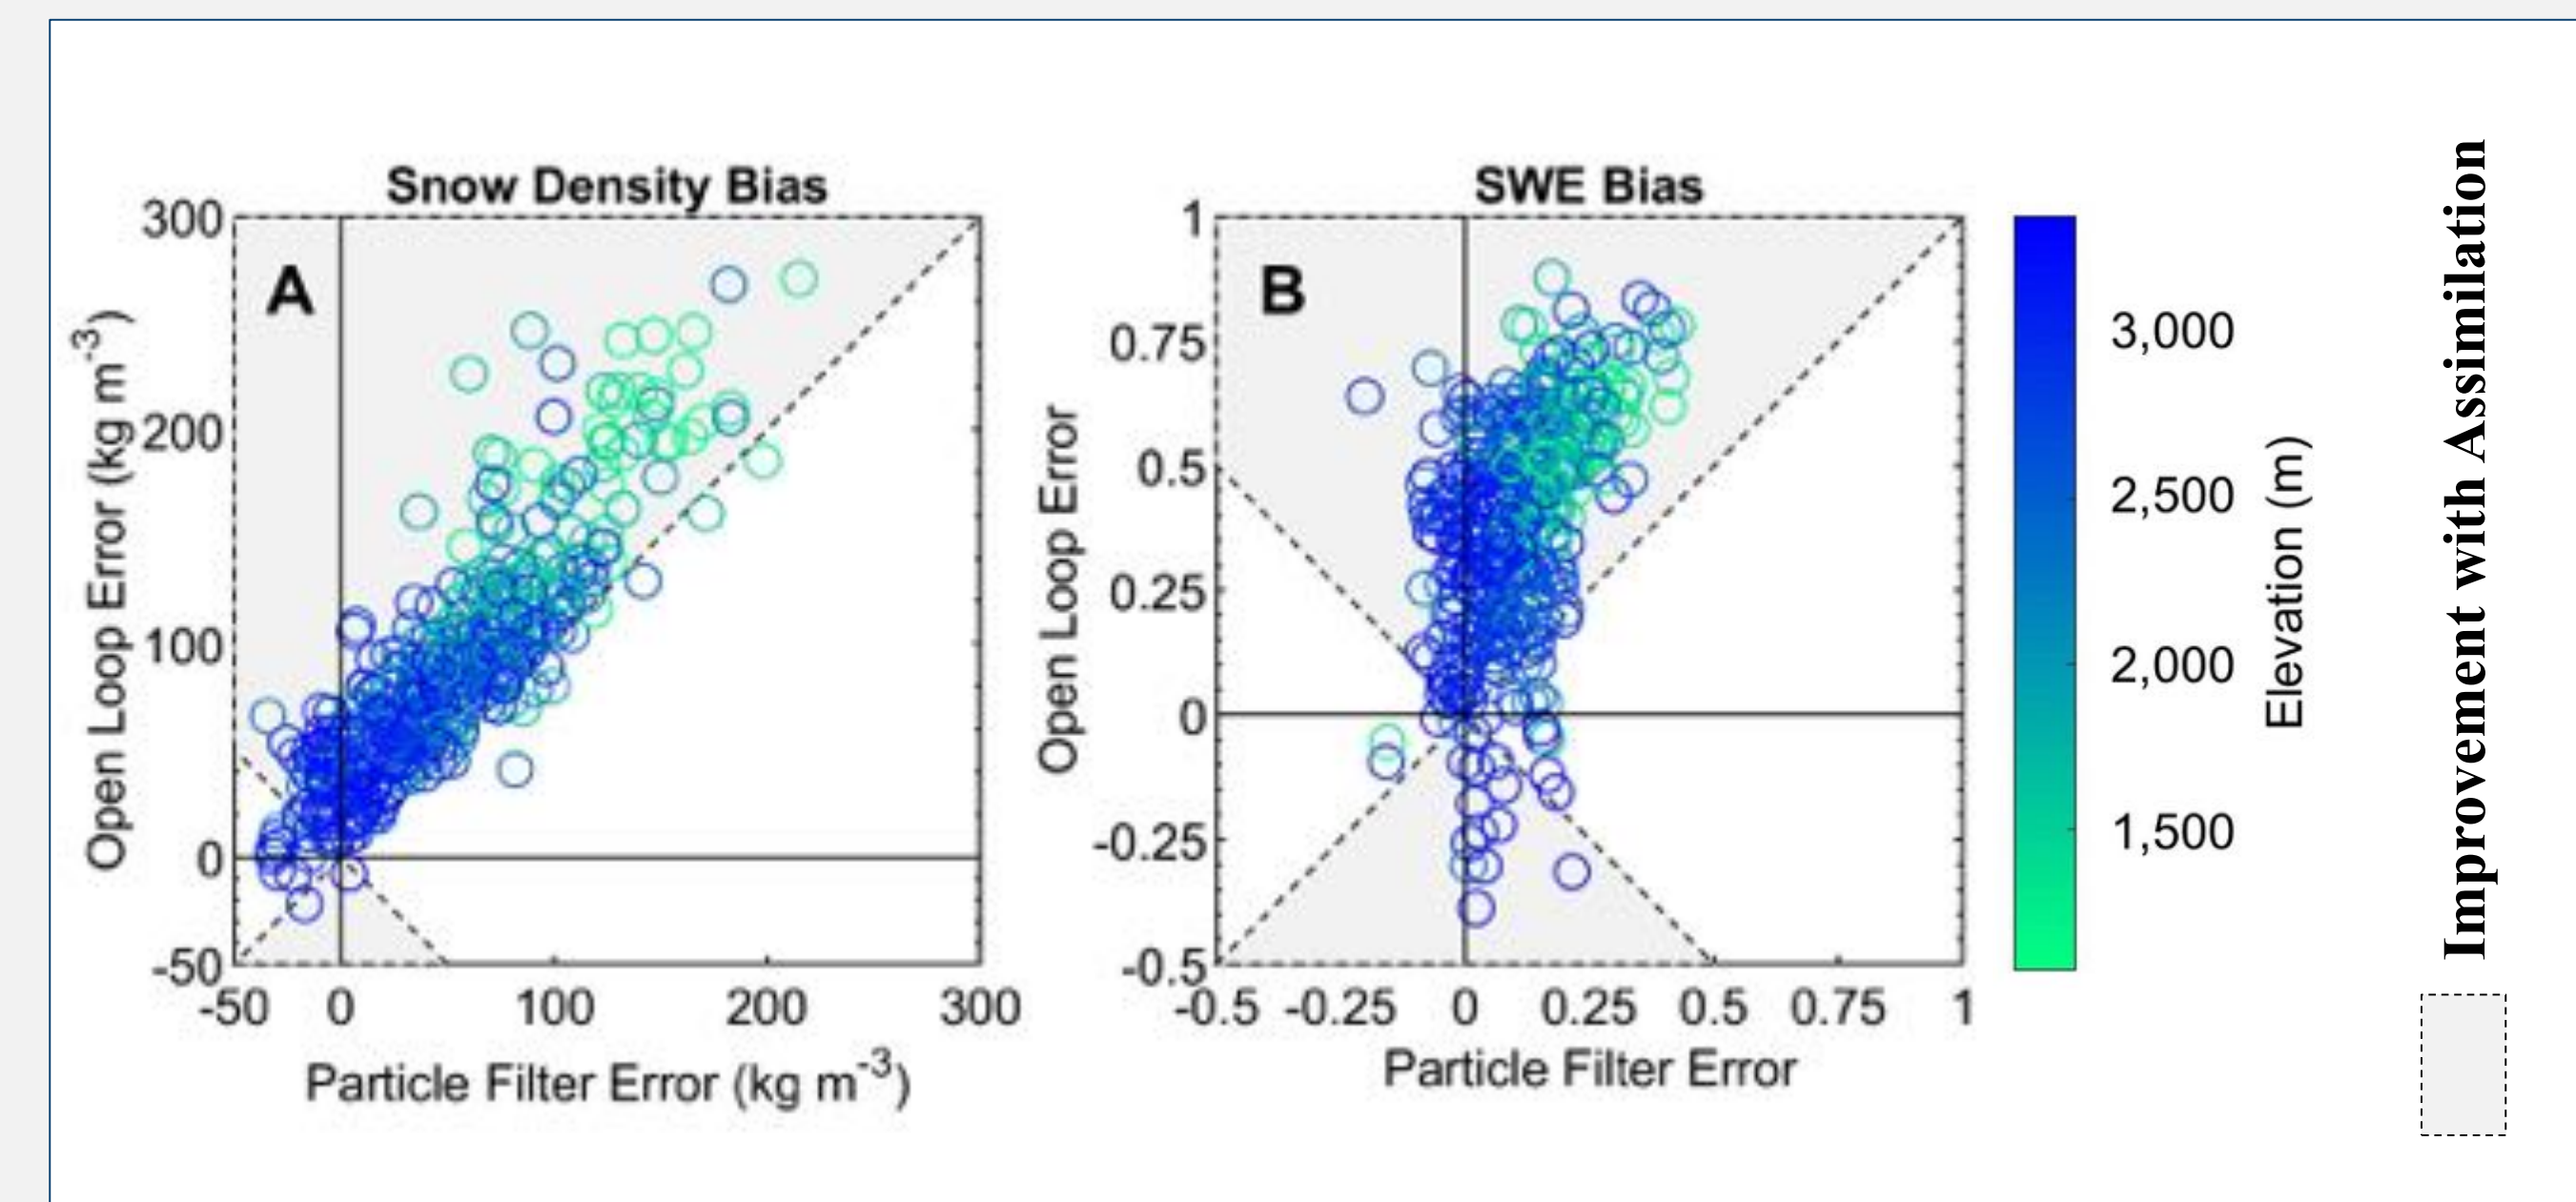 Snow Density Bias
A
300
200
100
0
-50
Open Loop Error (kg m-3)
-50 0 100 200 300
Particle Filter Error (kg m-3)
SWE Bias
B
1
0.75
0.5
0.25
0
-0.25
-0.5
Open Loop Error
-0.5 -0.25 0 0.25 0.5 0.75 1
Particle Filter Error
3,000
2,500
2,000
1,500
Elevation (m)
Improvement with Assimilation